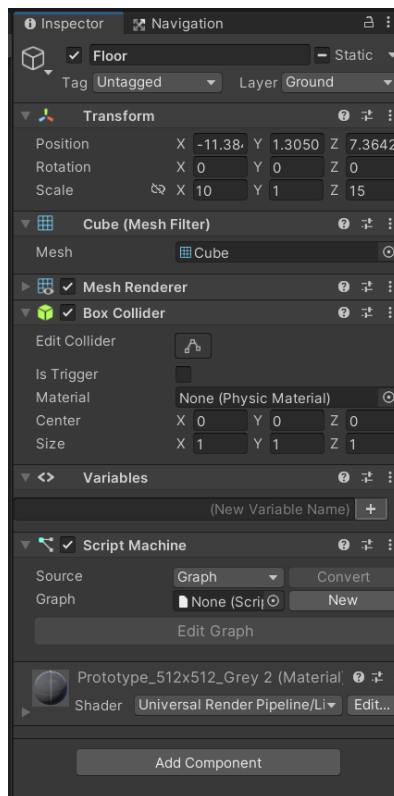 Inspector Navigation
Floor Static
Tag Untagged Layer Ground
Transform
Position X -11.384 Y 1.3050 Z 7.3642
Rotation X 0 Y 0 Z 0
Scale X 10 Y 1 Z 15
Cube (Mesh Filter)
Mesh Cube
Mesh Renderer
Box Collider
Edit Collider
Is Trigger
Material None (Physic Material)
Center X 0 Y 0 Z 0
Size X 1 Y 1 Z 1
Variables
(New Variable Name) +
Script Machine
Source Graph Convert
Graph None (Scrip New
Edit Graph
Prototype_512x512_Grey 2 (Material)
Shader Universal Render Pipeline/Li Edit...
Add Component